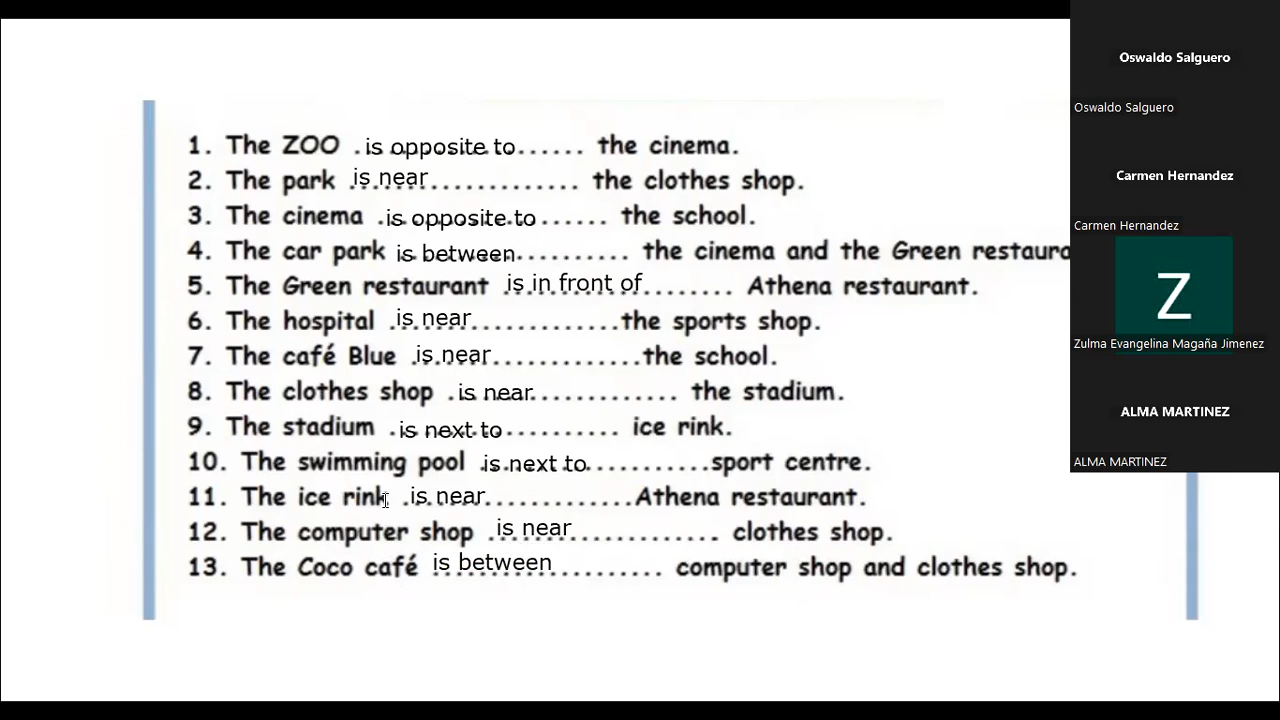 1. The ZOO is opposite to the cinema.
2. The park is near the clothes shop.
3. The cinema is opposite to the school.
4. The car park is between the cinema and the Green restaura
5. The Green restaurant is in front of Athena restaurant.
6. The hospital is near the sports shop.
7. The café Blue is near the school.
8. The clothes shop is near the stadium.
9. The stadium is next to ice rink.
10. The swimming pool is next to sport centre.
11. The ice rink is near Athena restaurant.
12. The computer shop is near clothes shop.
13. The Coco café is between computer shop and clothes shop.
Oswaldo Salguero
Oswaldo Salguero
Carmen Hernandez
Carmen Hernandez
Z
Zulma Evangelina Magaña Jimenez
ALMA MARTINEZ
ALMA MARTINEZ